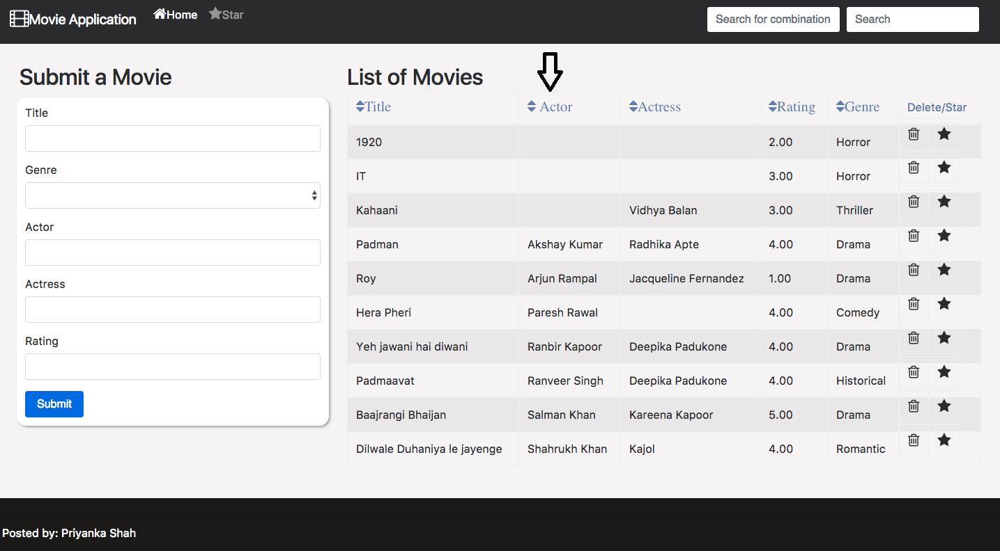 Movie Application Home Star Search for combination Search
Submit a Movie
Title
Genre
Actor
Actress
Rating
Submit
List of Movies
Title Actor Actress Rating Genre Delete/Star
1920 2.00 Horror
IT 3.00 Horror
Kahaani Vidhya Balan 3.00 Thriller
Padman Akshay Kumar Radhika Apte 4.00 Drama
Roy Arjun Rampal Jacqueline Fernandez 1.00 Drama
Hera Pheri Paresh Rawal 4.00 Comedy
Yeh jawani hai diwani Ranbir Kapoor Deepika Padukone 4.00 Drama
Padmaavat Ranveer Singh Deepika Padukone 4.00 Historical
Baajrangi Bhaijan Salman Khan Kareena Kapoor 5.00 Drama
Dilwale Duhaniya le jayenge Shahrukh Khan Kajol 4.00 Romantic
Posted by: Priyanka Shah